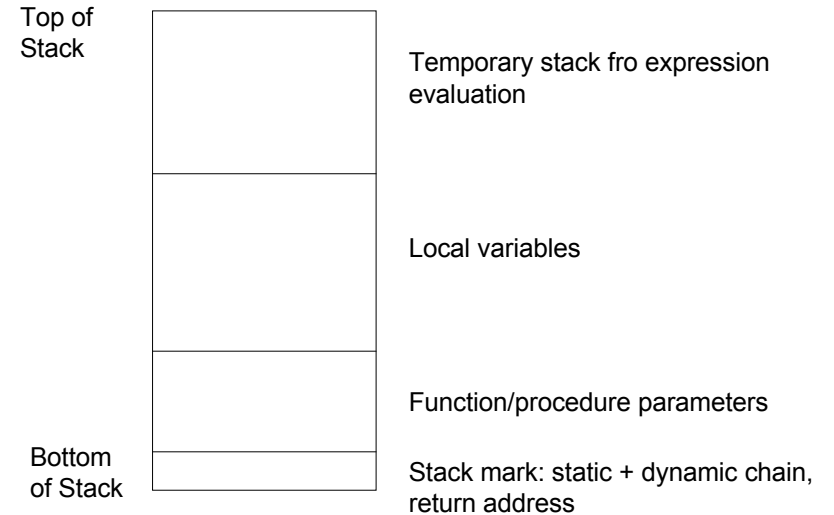 Top of
Stack
Temporary stack fro expression
evaluation
Local variables
Function/procedure parameters
Bottom
of Stack
Stack mark: static + dynamic chain,
return address